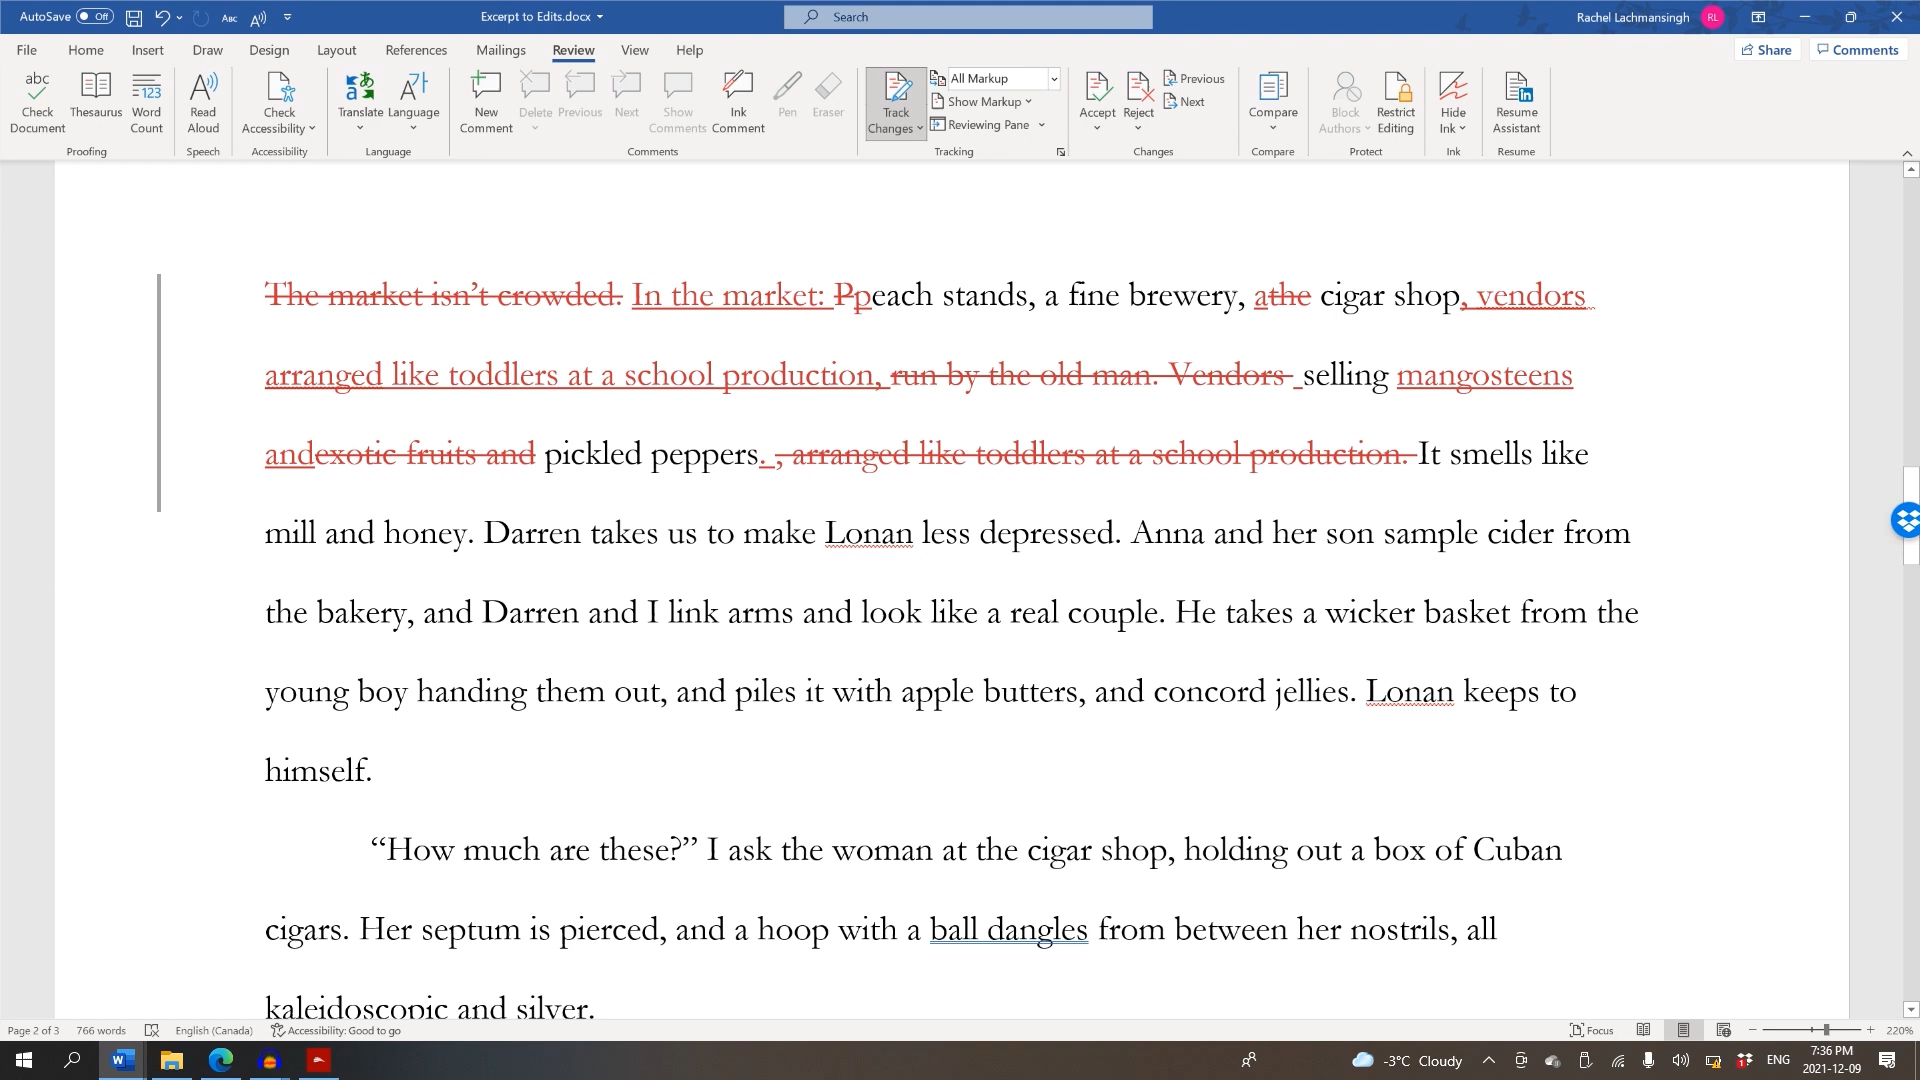 AutoSave Off Abc A Excerpt to Edits.docx Search Rachel Lachmansingh RL
File Home Insert Draw Design Layout References Mailings Review View Help Share Comments
abc 123 A
Check Document Thesaurus Word Count Read Aloud Check Accessibility Translate Language New Comment Delete Previous Next Show Comments Ink Comment Pen Eraser Track Changes All Markup Show Markup Reviewing Pane Accept Reject Previous Next Compare Block Authors Restrict Editing Hide Ink Resume Assistant
Proofing Speech Accessibility Language Comments Tracking Changes Compare Protect Ink Resume
The market isn’t crowded. In the market: Ppeach stands, a fine brewery, athe cigar shop, vendors
arranged like toddlers at a school production, run by the old man. Vendors selling mangosteens
andexotic fruits and pickled peppers. , arranged like toddlers at a school production. It smells like
mill and honey. Darren takes us to make Lonan less depressed. Anna and her son sample cider from
the bakery, and Darren and I link arms and look like a real couple. He takes a wicker basket from the
young boy handing them out, and piles it with apple butters, and concord jellies. Lonan keeps to
himself.
“How much are these?” I ask the woman at the cigar shop, holding out a box of Cuban
cigars. Her septum is pierced, and a hoop with a ball dangles from between her nostrils, all
kaleidoscopic and silver.
Page 2 of 3 766 words English (Canada) Accessibility: Good to go Focus 220%
-3°C Cloudy ENG 7:36 PM
2021-12-09